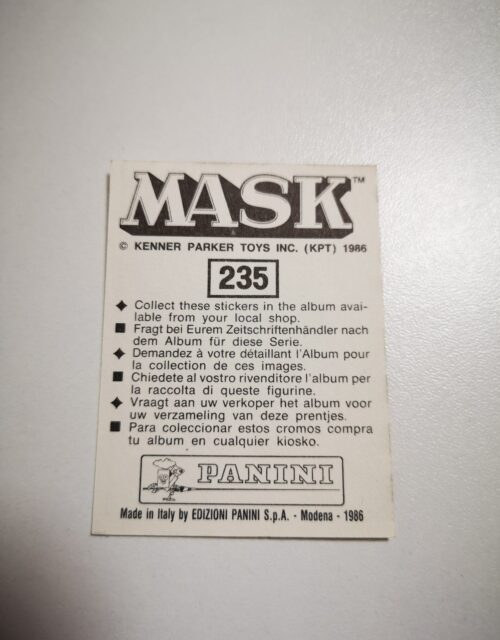 MASK™
© KENNER PARKER TOYS INC. (KPT) 1986
235
◆ Collect these stickers in the album avai-
lable from your local shop.
■ Fragt bei Eurem Zeitschriftenhändler nach
dem Album für diese Serie.
◆ Demandez à votre détaillant l'Album pour
la collection de ces images.
■ Chiedete al vostro rivenditore l'album per
la raccolta di queste figurine.
◆ Vraagt aan uw verkoper het album voor
uw verzameling van deze prentjes.
■ Para coleccionar estos cromos compra
tu album en cualquier kiosko.
PANINI
Made in Italy by EDIZIONI PANINI S.p.A. - Modena - 1986